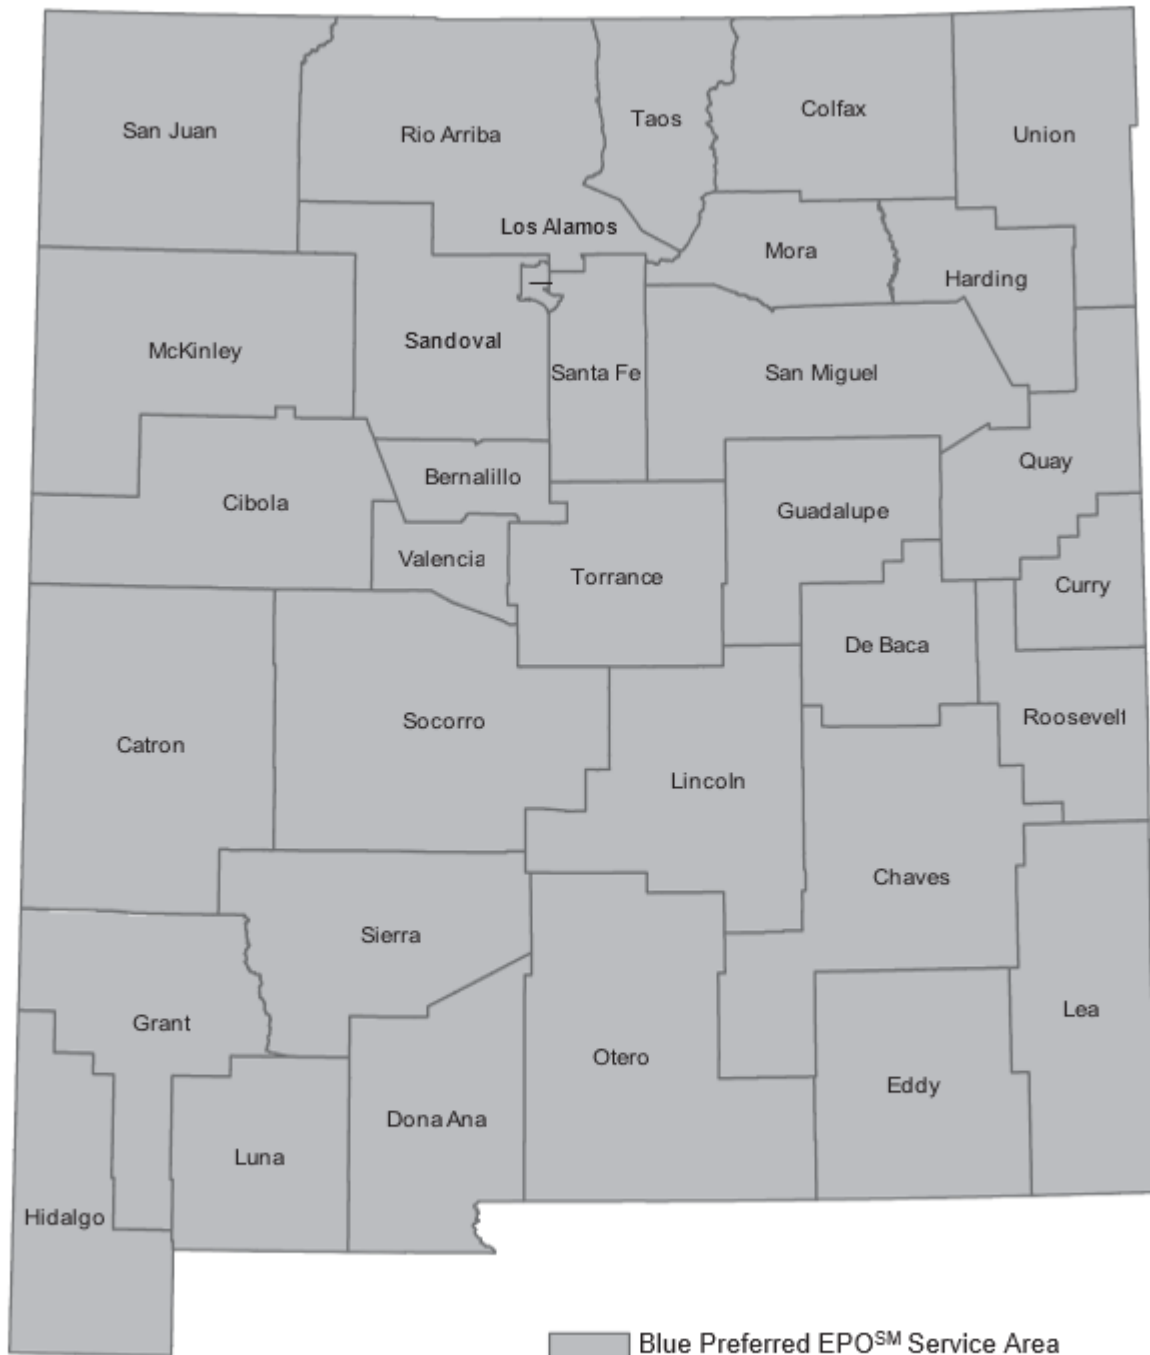 San Juan
Rio Arriba
Taos
Colfax
Union
Los Alamos
Mora
Harding
McKinley
Sandoval
Santa Fe
San Miguel
Quay
Cibola
Bernalillo
Guadalupe
Valencia
Torrance
Curry
De Baca
Catron
Socorro
Roosevelt
Lincoln
Chaves
Sierra
Grant
Lea
Otero
Eddy
Dona Ana
Luna
Hidalgo
Blue Preferred EPO℠ Service Area